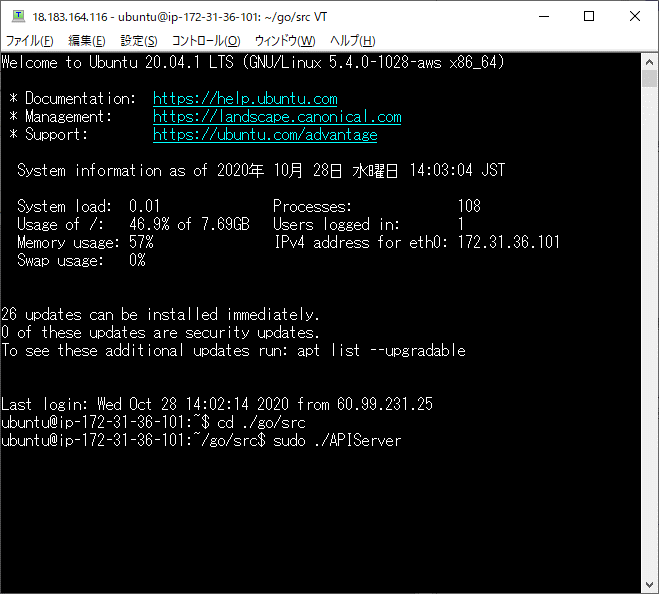 18.183.164.116 - ubuntu@ip-172-31-36-101: ~/go/src VT
ファイル(F) 編集(E) 設定(S) コントロール(O) ウィンドウ(W) ヘルプ(H)
Welcome to Ubuntu 20.04.1 LTS (GNU/Linux 5.4.0-1028-aws x86_64)
* Documentation: https://help.ubuntu.com
* Management: https://landscape.canonical.com
* Support: https://ubuntu.com/advantage
System information as of 2020年 10月 28日 水曜日 14:03:04 JST
System load: 0.01 Processes: 108
Usage of /: 46.9% of 7.69GB Users logged in: 1
Memory usage: 57% IPv4 address for eth0: 172.31.36.101
Swap usage: 0%
26 updates can be installed immediately.
0 of these updates are security updates.
To see these additional updates run: apt list --upgradable
Last login: Wed Oct 28 14:02:14 2020 from 60.99.231.25
ubuntu@ip-172-31-36-101:~$ cd ./go/src
ubuntu@ip-172-31-36-101:~/go/src$ sudo ./APIServer